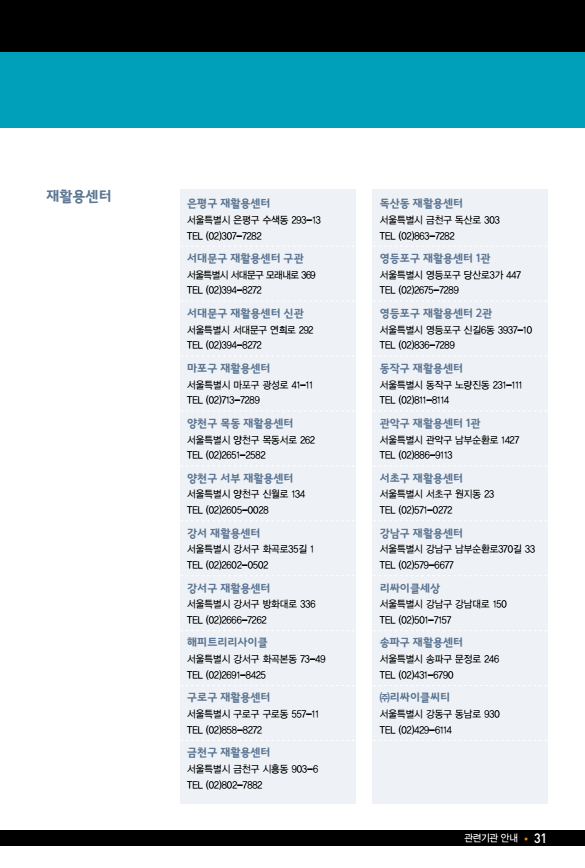 재활용센터
은평구 재활용센터
서울특별시 은평구 수색동 293-13
TEL (02)307-7282
서대문구 재활용센터 구관
서울특별시 서대문구 모래내로 369
TEL (02)394-8272
서대문구 재활용센터 신관
서울특별시 서대문구 연희로 292
TEL (02)394-8272
마포구 재활용센터
서울특별시 마포구 광성로 41-11
TEL (02)713-7289
양천구 목동 재활용센터
서울특별시 양천구 목동서로 262
TEL (02)2651-2582
양천구 서부 재활용센터
서울특별시 양천구 신월로 134
TEL (02)2605-0028
강서 재활용센터
서울특별시 강서구 화곡로35길 1
TEL (02)2602-0502
강서구 재활용센터
서울특별시 강서구 방화대로 336
TEL (02)2666-7262
해피트리리사이클
서울특별시 강서구 화곡본동 73-49
TEL (02)2691-8425
구로구 재활용센터
서울특별시 구로구 구로동 557-11
TEL (02)858-8272
금천구 재활용센터
서울특별시 금천구 시흥동 903-6
TEL (02)802-7882
독산동 재활용센터
서울특별시 금천구 독산로 303
TEL (02)863-7282
영등포구 재활용센터 1관
서울특별시 영등포구 당산로3가 447
TEL (02)2675-7289
영등포구 재활용센터 2관
서울특별시 영등포구 신길6동 3937-10
TEL (02)836-7289
동작구 재활용센터
서울특별시 동작구 노량진동 231-111
TEL (02)811-8114
관악구 재활용센터 1관
서울특별시 관악구 남부순환로 1427
TEL (02)886-9113
서초구 재활용센터
서울특별시 서초구 원지동 23
TEL (02)571-0272
강남구 재활용센터
서울특별시 강남구 남부순환로370길 33
TEL (02)579-6677
리싸이클세상
서울특별시 강남구 강남대로 150
TEL (02)501-7157
송파구 재활용센터
서울특별시 송파구 문정로 246
TEL (02)431-6790
㈜리싸이클씨티
서울특별시 강동구 동남로 930
TEL (02)429-6114
관련기관 안내 • 31